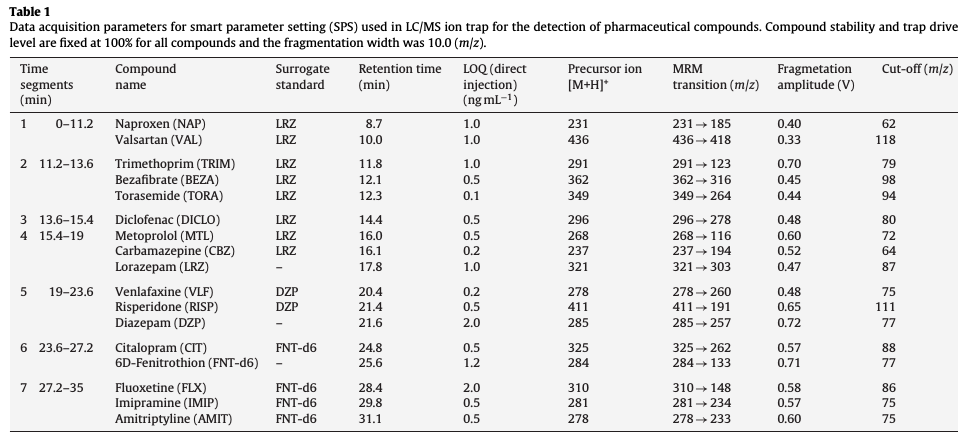 Table 1
Data acquisition parameters for smart parameter setting (SPS) used in LC/MS ion trap for the detection of pharmaceutical compounds. Compound stability and trap drive
level are fixed at 100% for all compounds and the fragmentation width was 10.0 (m/z).
Time segments (min) Compound name Surrogate standard Retention time (min) LOQ (direct injection) (ng mL−1) Precursor ion [M+H]+ MRM transition (m/z) Fragmetation amplitude (V) Cut-off (m/z)
1 0–11.2 Naproxen (NAP) LRZ 8.7 1.0 231 231→185 0.40 62
Valsartan (VAL) LRZ 10.0 1.0 436 436→418 0.33 118
2 11.2–13.6 Trimethoprim (TRIM) LRZ 11.8 1.0 291 291→123 0.70 79
Bezafibrate (BEZA) LRZ 12.1 0.5 362 362→316 0.45 98
Torasemide (TORA) LRZ 12.3 0.1 349 349→264 0.44 94
3 13.6–15.4 Diclofenac (DICLO) LRZ 14.4 0.5 296 296→278 0.48 80
4 15.4–19 Metoprolol (MTL) LRZ 16.0 0.5 268 268→116 0.60 72
Carbamazepine (CBZ) LRZ 16.1 0.2 237 237→194 0.52 64
Lorazepam (LRZ) – 17.8 1.0 321 321→303 0.47 87
5 19–23.6 Venlafaxine (VLF) DZP 20.4 0.2 278 278→260 0.48 75
Risperidone (RISP) DZP 21.4 0.5 411 411→191 0.65 111
Diazepam (DZP) – 21.6 2.0 285 285→257 0.72 77
6 23.6–27.2 Citalopram (CIT) FNT-d6 24.8 0.5 325 325→262 0.57 88
6D-Fenitrothion (FNT-d6) – 25.6 1.2 284 284→133 0.71 77
7 27.2–35 Fluoxetine (FLX) FNT-d6 28.4 2.0 310 310→148 0.58 86
Imipramine (IMIP) FNT-d6 29.8 0.5 281 281→234 0.57 75
Amitriptyline (AMIT) FNT-d6 31.1 0.5 278 278→233 0.60 75